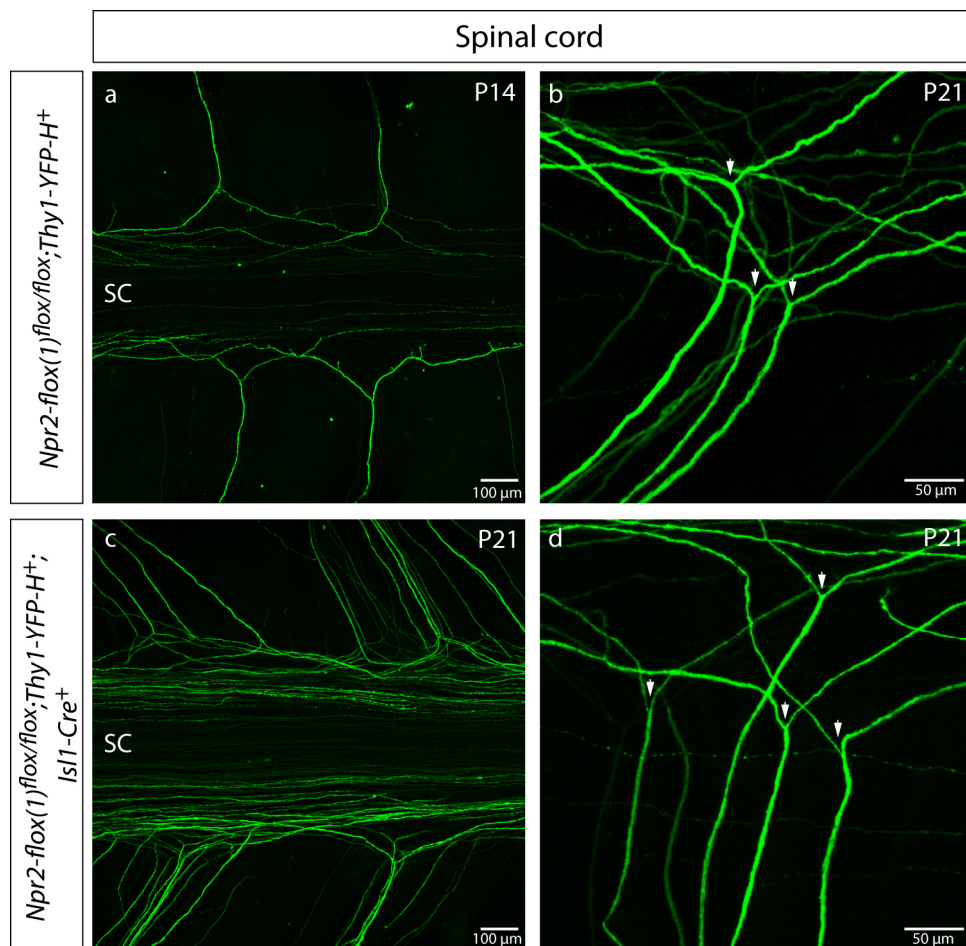 Spinal cord
Npr2-flox(1)flox/flox;Thy1-YFP-H+
a
P14
SC
100 µm
b
P21
50 µm
Npr2-flox(1)flox/flox;Thy1-YFP-H+;
Isl1-Cre+
c
P21
SC
100 µm
d
P21
50 µm